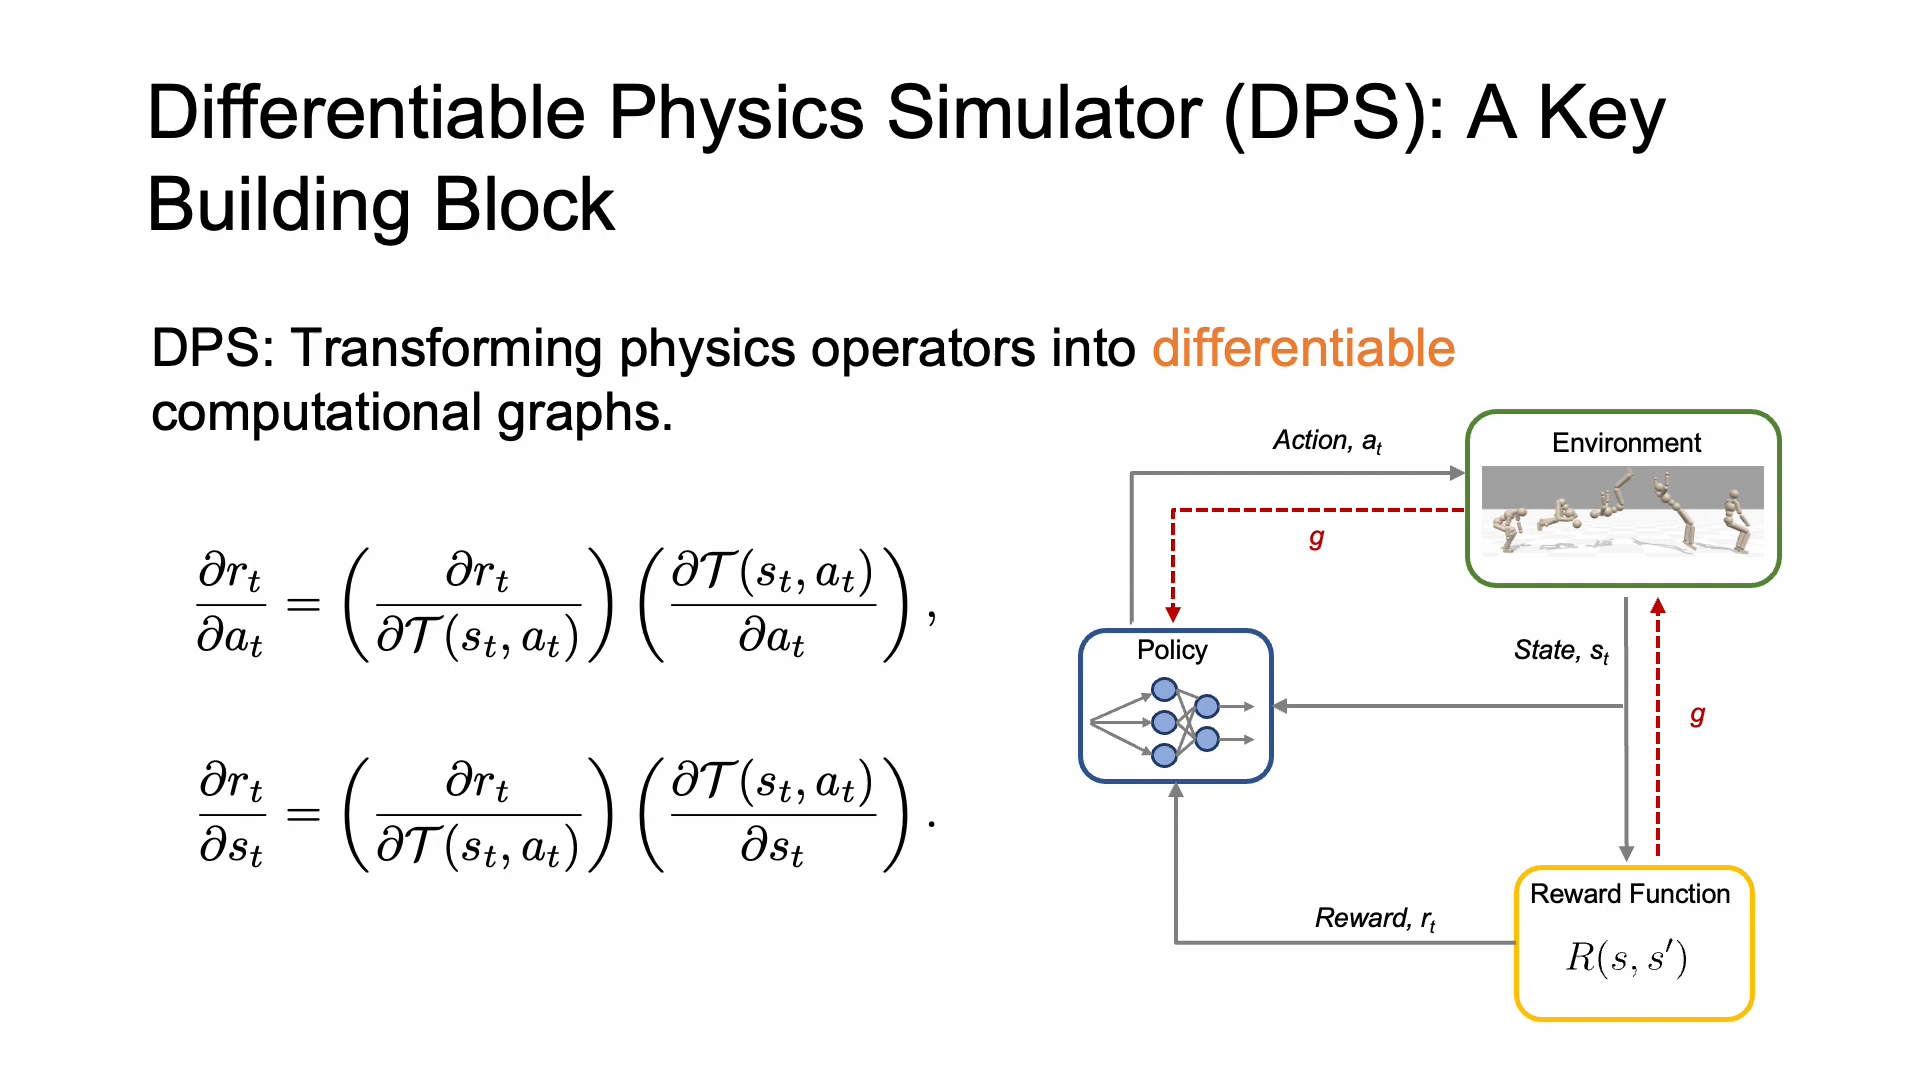 Differentiable Physics Simulator (DPS): A Key
Building Block
DPS: Transforming physics operators into differentiable
computational graphs.
∂r_t/∂a_t = (∂r_t/∂𝒯(s_t, a_t)) (∂𝒯(s_t, a_t)/∂a_t),
∂r_t/∂s_t = (∂r_t/∂𝒯(s_t, a_t)) (∂𝒯(s_t, a_t)/∂s_t).
Action, a_t
Environment
g
Policy
State, s_t
g
Reward Function
Reward, r_t
R(s, s′)